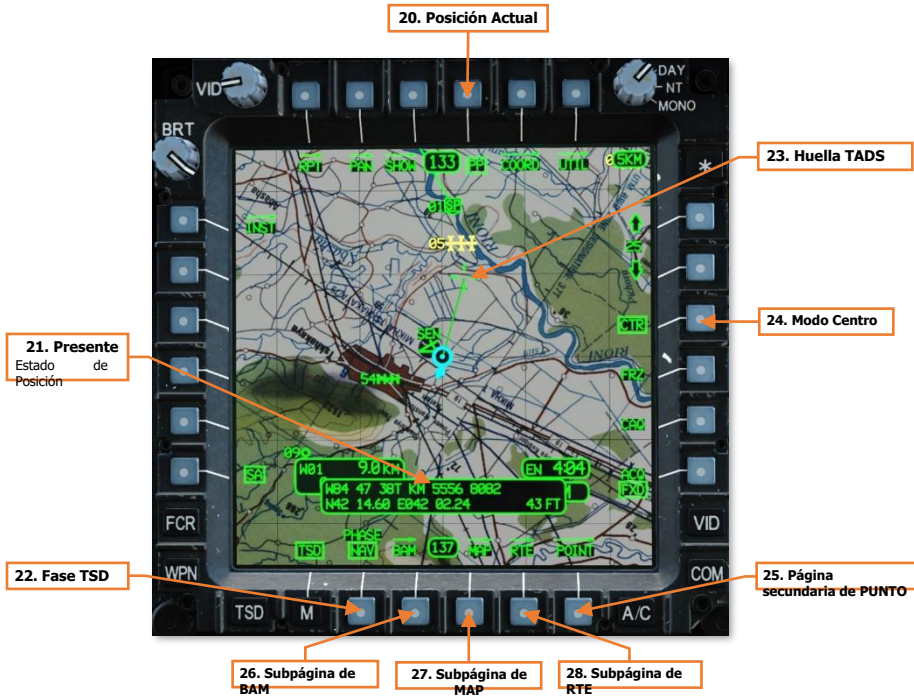 20. Posición Actual
VID
DAY
NT
MONO
BRT
RPT PAN SHOW 133 PP COORD UTIL 0 5KM
*
23. Huella TADS
01 SP
INST
05
25
RIONI
CTR
24. Modo Centro
SEN
21. Presente
Estado de
Posición
FRZ
54
CAQ
09
W01 9.0 KM
EN 4:04
ACQ
SA
FXD
W84 47 38T KM 5556 8082
M
N42 14.60 E042 02.24 43 FT
FCR
VID
PHASE
TSD NAV BAM 137 MAP RTE POINT
22. Fase TSD
WPN
COM
25. Página
secundaria de PUNTO
TSD M A/C
26. Subpágina de
BAM
27. Subpágina de
MAP
28. Subpágina de
RTE